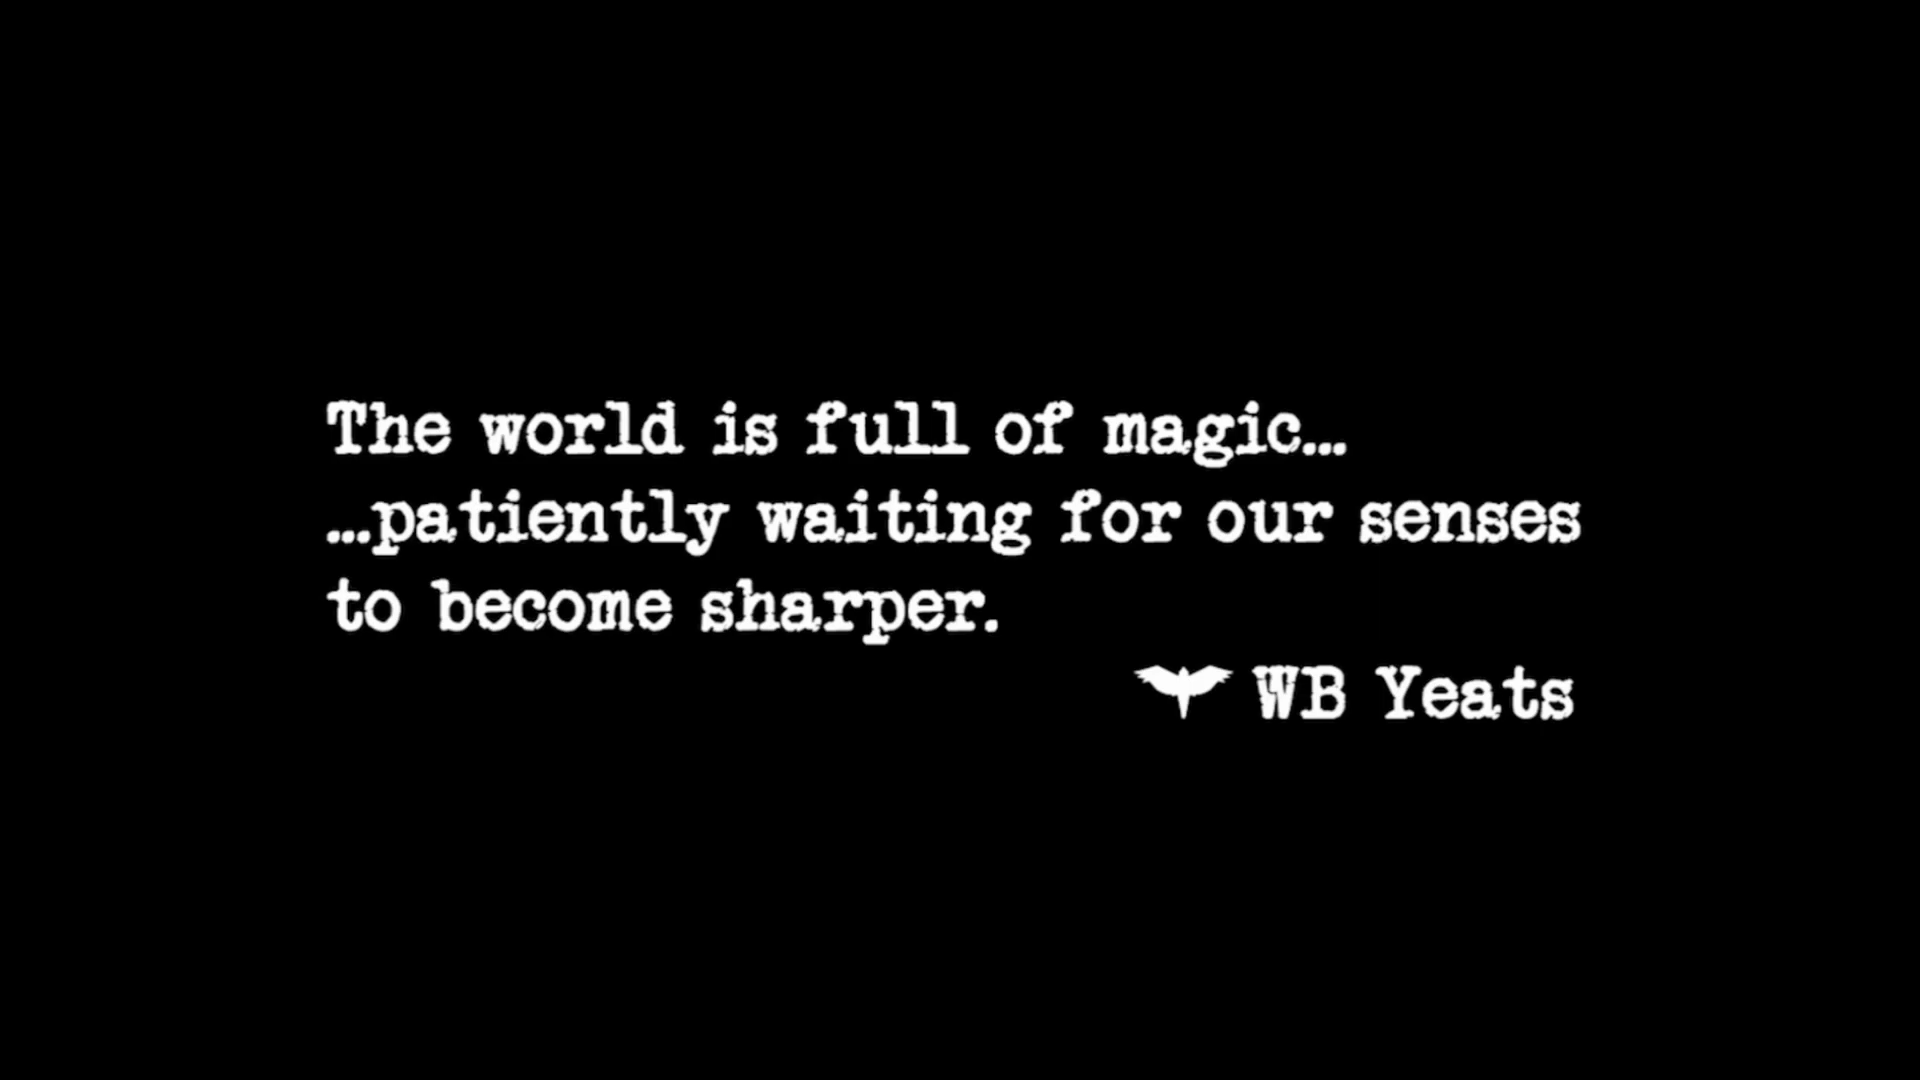 The world is full of magic...
...patiently waiting for our senses
to become sharper.
WB Yeats